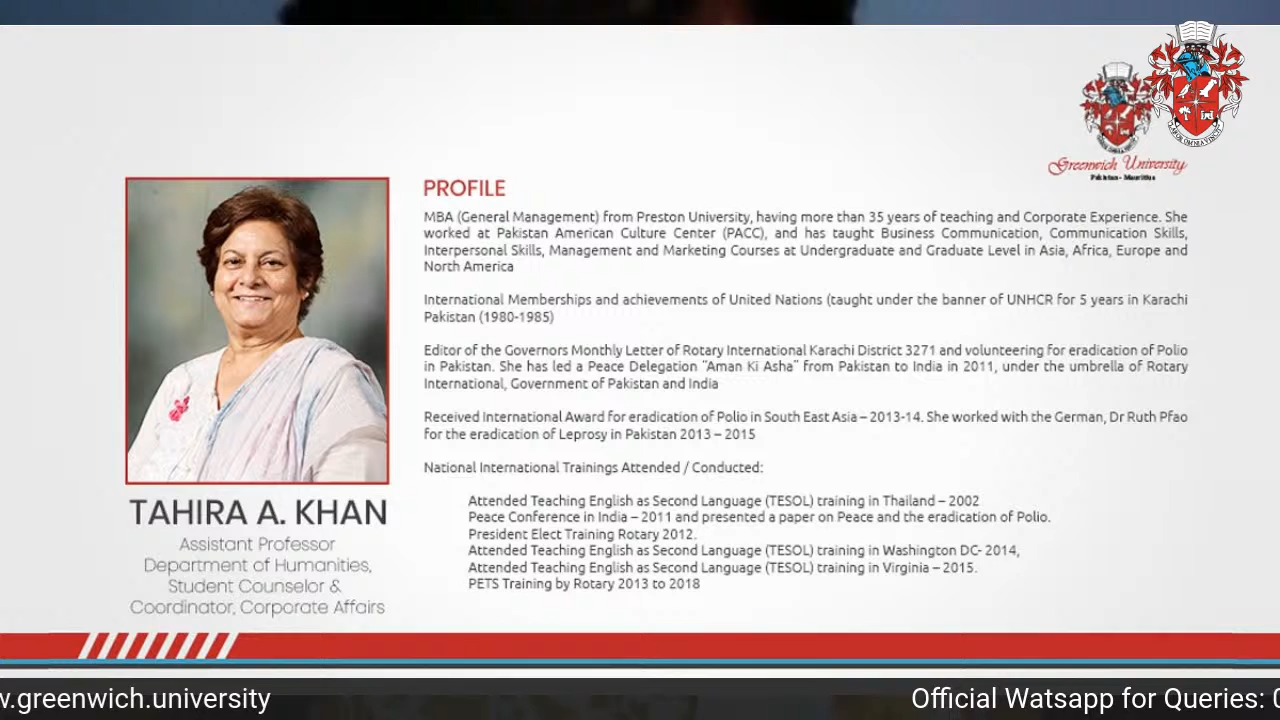 Greenwich University
Pakistan - Mauritius
LABOR OMNIA VINCIT
PROFILE
MBA (General Management) from Preston University, having more than 35 years of teaching and Corporate Experience. She
worked at Pakistan American Culture Center (PACC), and has taught Business Communication, Communication Skills,
Interpersonal Skills, Management and Marketing Courses at Undergraduate and Graduate Level in Asia, Africa, Europe and
North America
International Memberships and achievements of United Nations (taught under the banner of UNHCR for 5 years in Karachi
Pakistan (1980-1985)
Editor of the Governors Monthly Letter of Rotary International Karachi District 3271 and volunteering for eradication of Polio
in Pakistan. She has led a Peace Delegation "Aman Ki Asha" from Pakistan to India in 2011, under the umbrella of Rotary
International, Government of Pakistan and India
Received International Award for eradication of Polio in South East Asia – 2013-14. She worked with the German, Dr Ruth Pfao
for the eradication of Leprosy in Pakistan 2013 – 2015
National International Trainings Attended / Conducted:
Attended Teaching English as Second Language (TESOL) training in Thailand – 2002
Peace Conference in India – 2011 and presented a paper on Peace and the eradication of Polio.
President Elect Training Rotary 2012.
Attended Teaching English as Second Language (TESOL) training in Washington DC- 2014,
Attended Teaching English as Second Language (TESOL) training in Virginia – 2015.
PETS Training by Rotary 2013 to 2018
TAHIRA A. KHAN
Assistant Professor
Department of Humanities,
Student Counselor &
Coordinator, Corporate Affairs
w.greenwich.university
Official Watsapp for Queries: